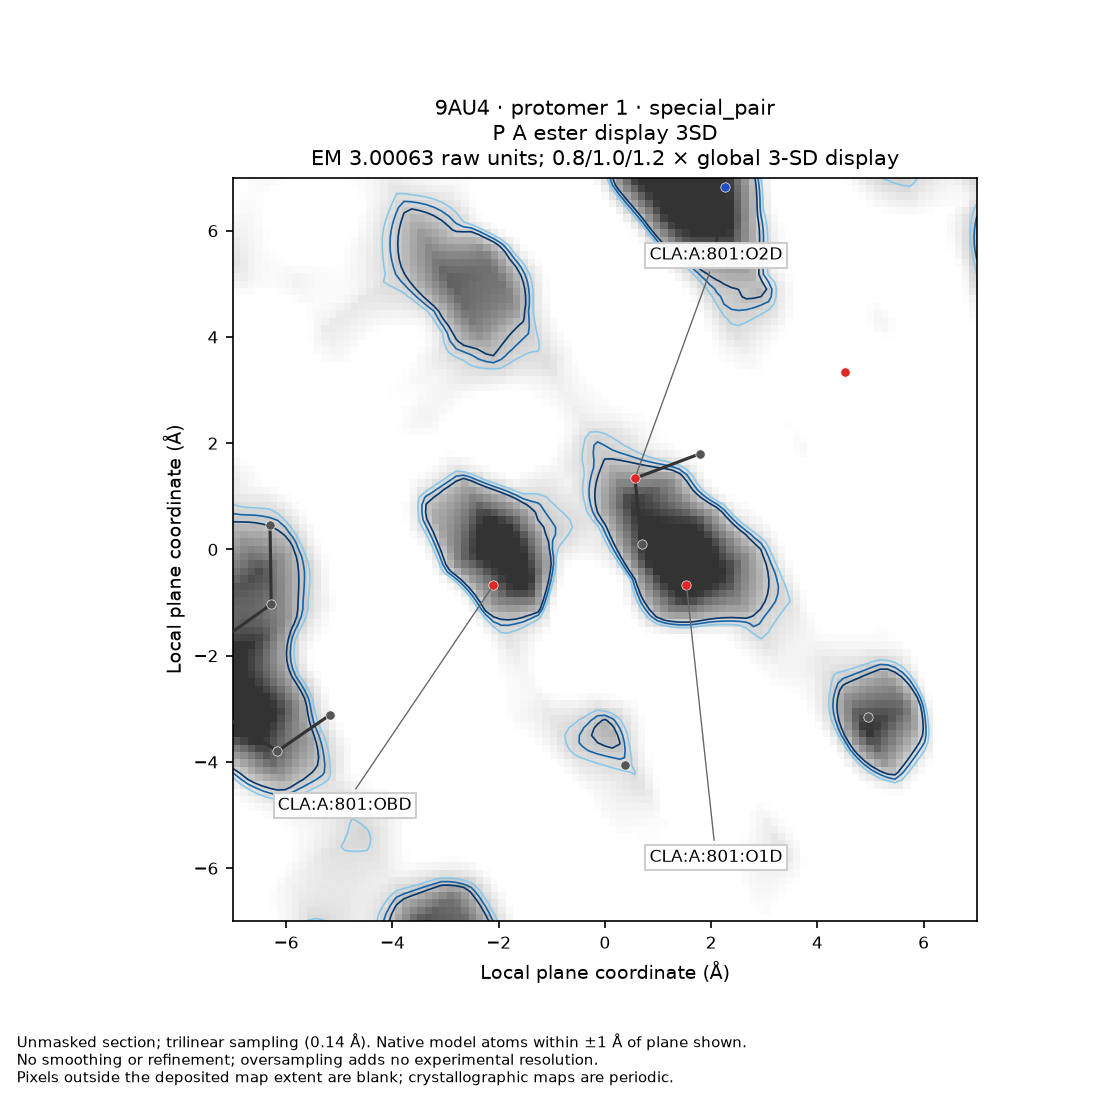 9AU4 · protomer 1 · special_pair
P A ester display 3SD
EM 3.00063 raw units; 0.8/1.0/1.2 × global 3-SD display
6
4
2
0
−2
−4
−6
Local plane coordinate (Å)
CLA:A:801:O2D
CLA:A:801:OBD
CLA:A:801:O1D
−6
−4
−2
0
2
4
6
Local plane coordinate (Å)
Unmasked section; trilinear sampling (0.14 Å). Native model atoms within ±1 Å of plane shown.
No smoothing or refinement; oversampling adds no experimental resolution.
Pixels outside the deposited map extent are blank; crystallographic maps are periodic.